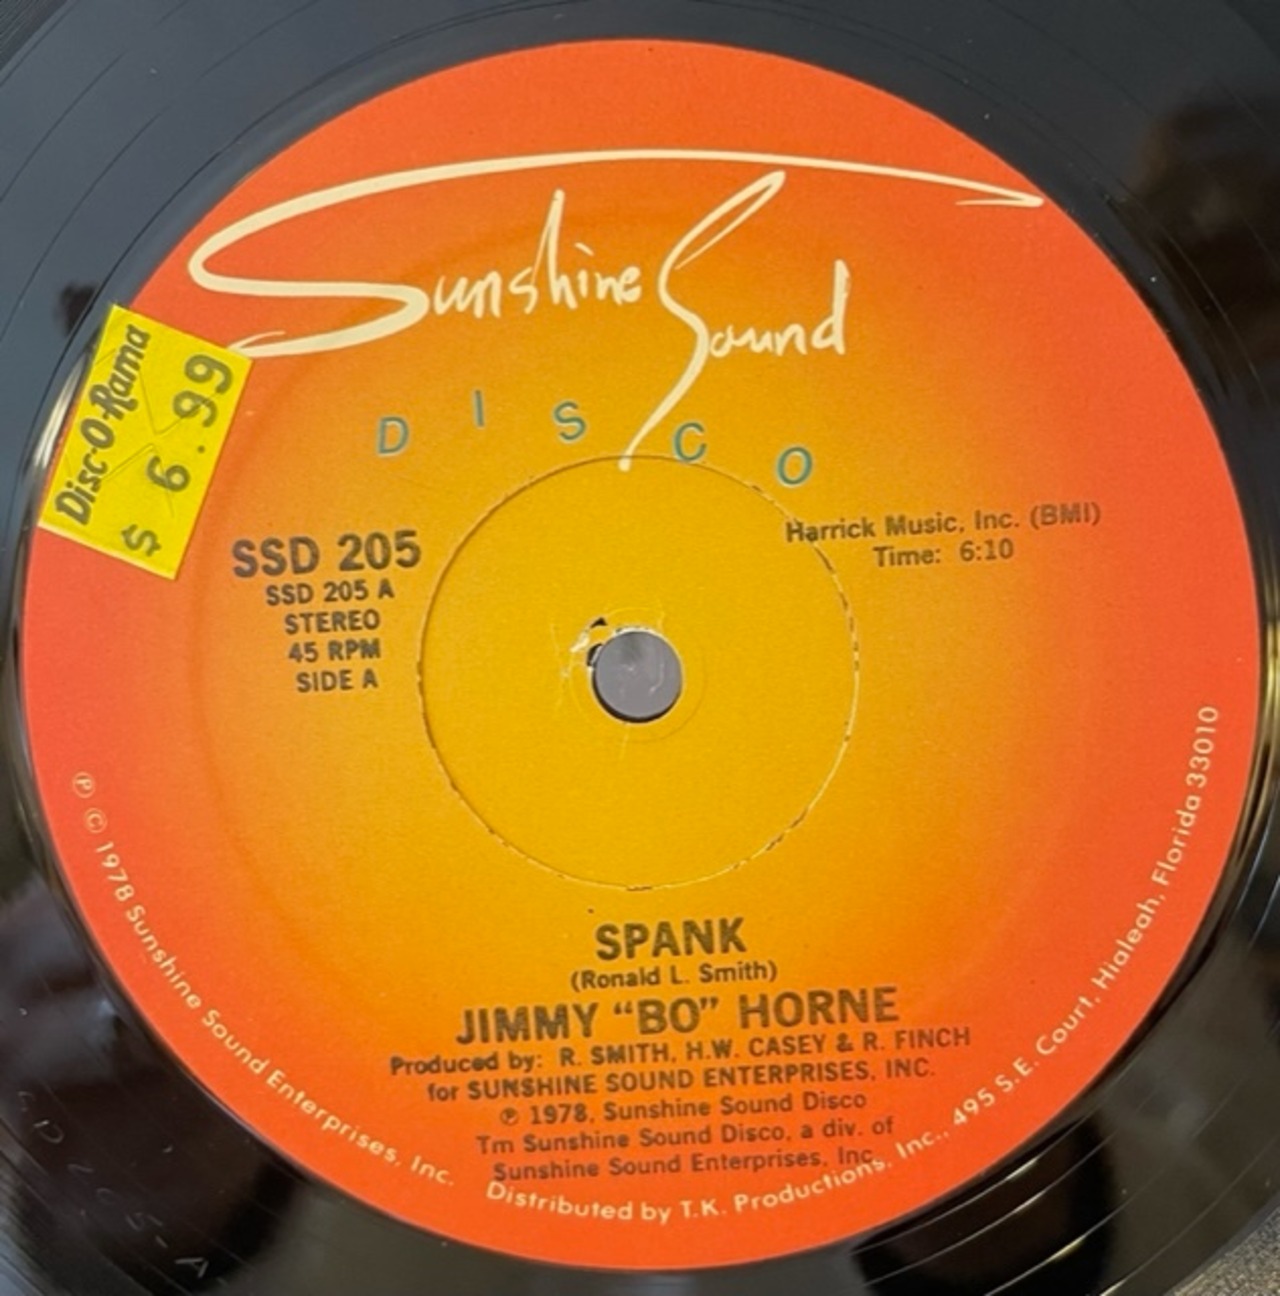 Sunshine Sound
DISCO
Disc-O-Rama
$ 6.99
SSD 205
SSD 205 A
STEREO
45 RPM
SIDE A
Harrick Music, Inc. (BMI)
Time: 6:10
SPANK
(Ronald L. Smith)
JIMMY “BO” HORNE
Produced by: R. SMITH, H.W. CASEY & R. FINCH
for SUNSHINE SOUND ENTERPRISES, INC.
℗ 1978, Sunshine Sound Disco
Tm Sunshine Sound Disco, a div. of
Sunshine Sound Enterprises, Inc.
℗ © 1978 Sunshine Sound Enterprises, Inc. Distributed by T.K. Productions, Inc., 495 S.E. Court, Hialeah, Florida 33010